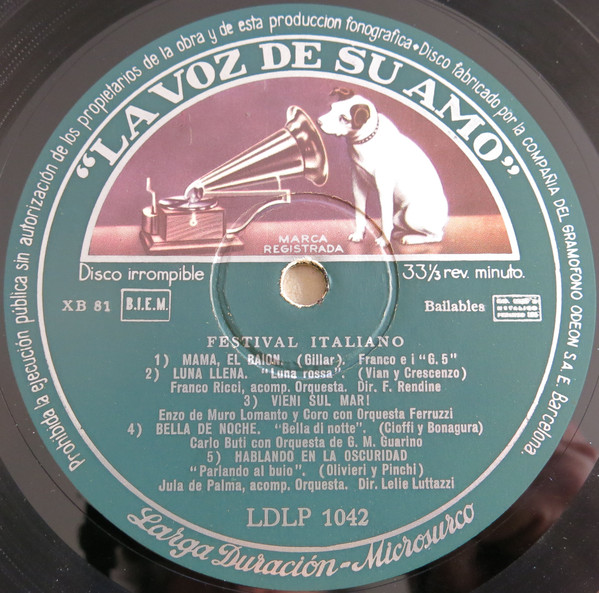 Prohibida la ejecución pública sin autorización de los propietarios de la obra y de esta produccion fonografica • Disco fabricado por la COMPAÑIA DEL GRAMOFONO ODEON S.A.E. Barcelona.
"LA VOZ DE SU AMO"
MARCA
REGISTRADA
Disco irrompible
33⅓ rev. minuto.
XB 81
B.I.E.M.
Bailables
FESTIVAL ITALIANO
1) MAMA, EL BAION. (Gillar). Franco e i "G. 5"
2) LUNA LLENA. "Luna rossa". (Vian y Crescenzo)
Franco Ricci, acomp. Orquesta. Dir. F. Rendine
3) VIENI SUL MAR!
Enzo de Muro Lomanto y Coro con Orquesta Ferruzzi
4) BELLA DE NOCHE. "Bella di notte". (Cioffi y Bonagura)
Carlo Buti con Orquesta de G. M. Guarino
5) HABLANDO EN LA OSCURIDAD
"Parlando al buio". (Olivieri y Pinchi)
Jula de Palma, acomp. Orquesta. Dir. Lelie Luttazzi
LDLP 1042
Larga Duración-Microsurco